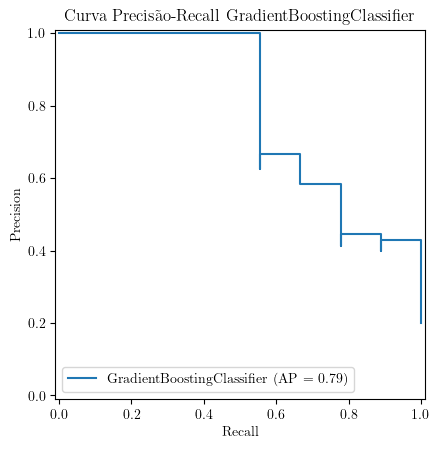 Curva Precisão-Recall GradientBoostingClassifier
1.0
0.8
0.6
0.4
0.2
0.0
Precision
GradientBoostingClassifier (AP = 0.79)
0.0 0.2 0.4 0.6 0.8 1.0
Recall